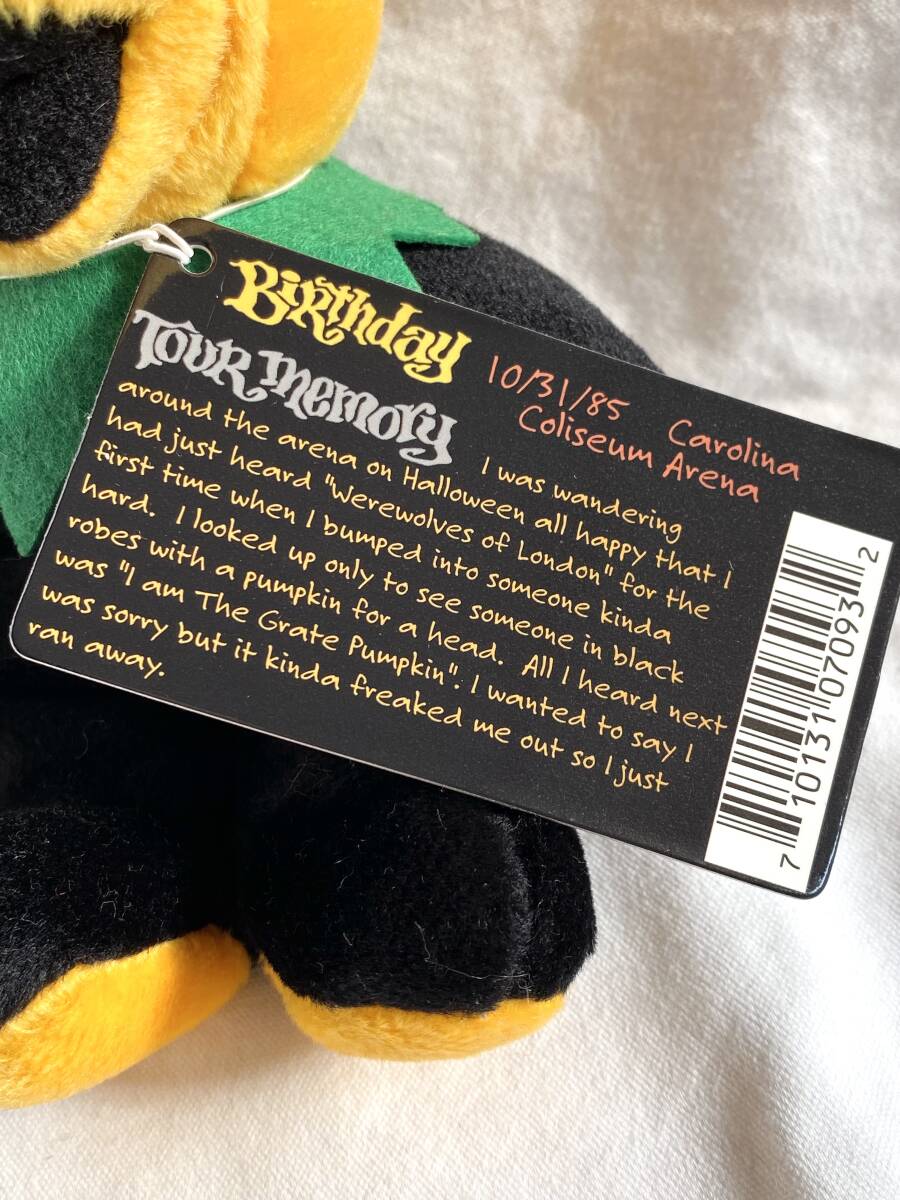 Birthday
10/31/85 Carolina
Coliseum Arena
Tour Memory
I was wandering
around the arena on Halloween all happy that I
had just heard "Werewolves of London" for the
first time when I bumped into someone kinda
hard. I looked up only to see someone in black
robes with a pumpkin for a head. All I heard next
was "I am The Grate Pumpkin". I wanted to say I
was sorry but it kinda freaked me out so I just
ran away.
7 10131 07093 2